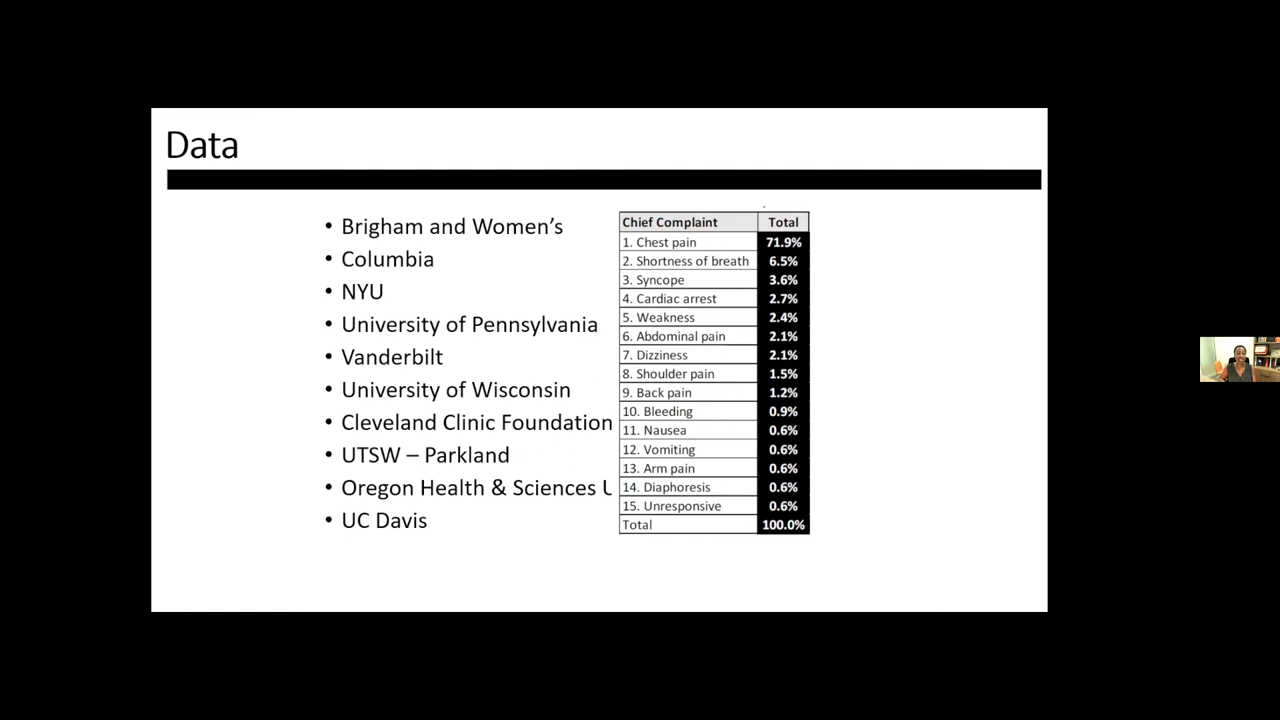 Data
• Brigham and Women's
• Columbia
• NYU
• University of Pennsylvania
• Vanderbilt
• University of Wisconsin
• Cleveland Clinic Foundation
• UTSW – Parkland
• Oregon Health & Sciences U
• UC Davis
Chief Complaint Total
1. Chest pain 71.9%
2. Shortness of breath 6.5%
3. Syncope 3.6%
4. Cardiac arrest 2.7%
5. Weakness 2.4%
6. Abdominal pain 2.1%
7. Dizziness 2.1%
8. Shoulder pain 1.5%
9. Back pain 1.2%
10. Bleeding 0.9%
11. Nausea 0.6%
12. Vomiting 0.6%
13. Arm pain 0.6%
14. Diaphoresis 0.6%
15. Unresponsive 0.6%
Total 100.0%